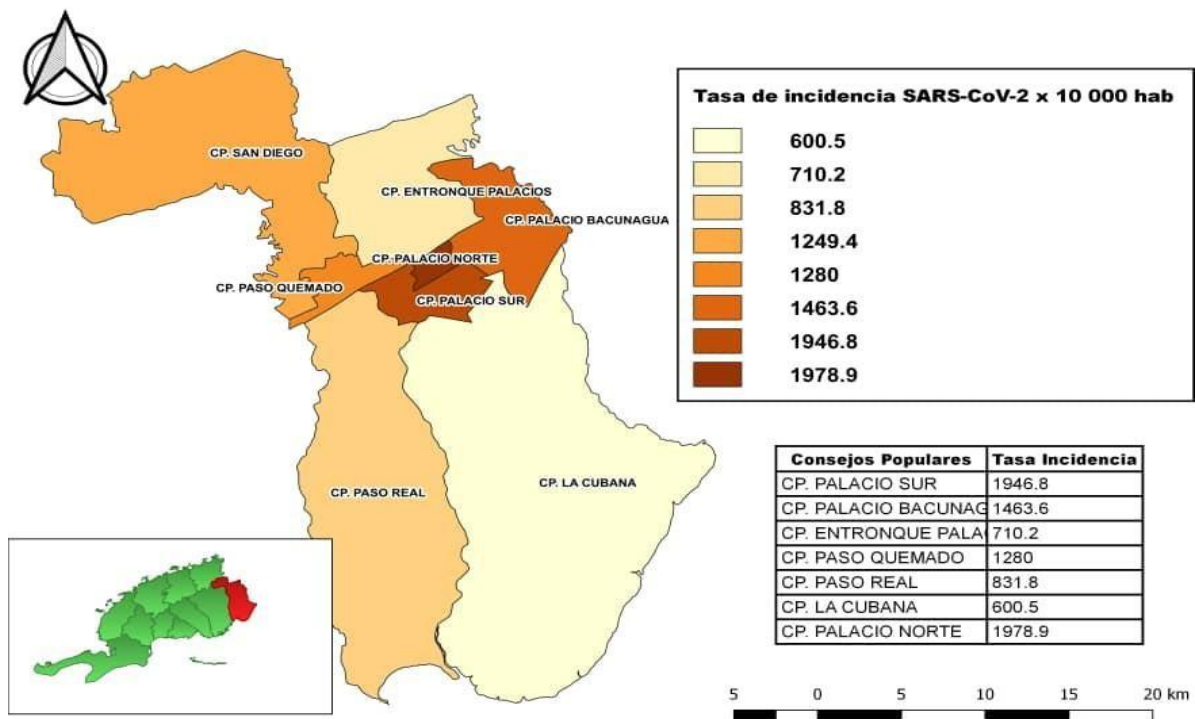 Tasa de incidencia SARS-CoV-2 x 10 000 hab
600.5
710.2
831.8
1249.4
1280
1463.6
1946.8
1978.9
CP. SAN DIEGO
CP. ENTRONQUE PALACIOS
CP. PALACIO BACUNAGUA
CP. PALACIO NORTE
CP. PASO QUEMADO
CP. PALACIO SUR
CP. PASO REAL
CP. LA CUBANA
Consejos Populares Tasa Incidencia
CP. PALACIO SUR 1946.8
CP. PALACIO BACUNAG 1463.6
CP. ENTRONQUE PALA 710.2
CP. PASO QUEMADO 1280
CP. PASO REAL 831.8
CP. LA CUBANA 600.5
CP. PALACIO NORTE 1978.9
5 0 5 10 15 20 km